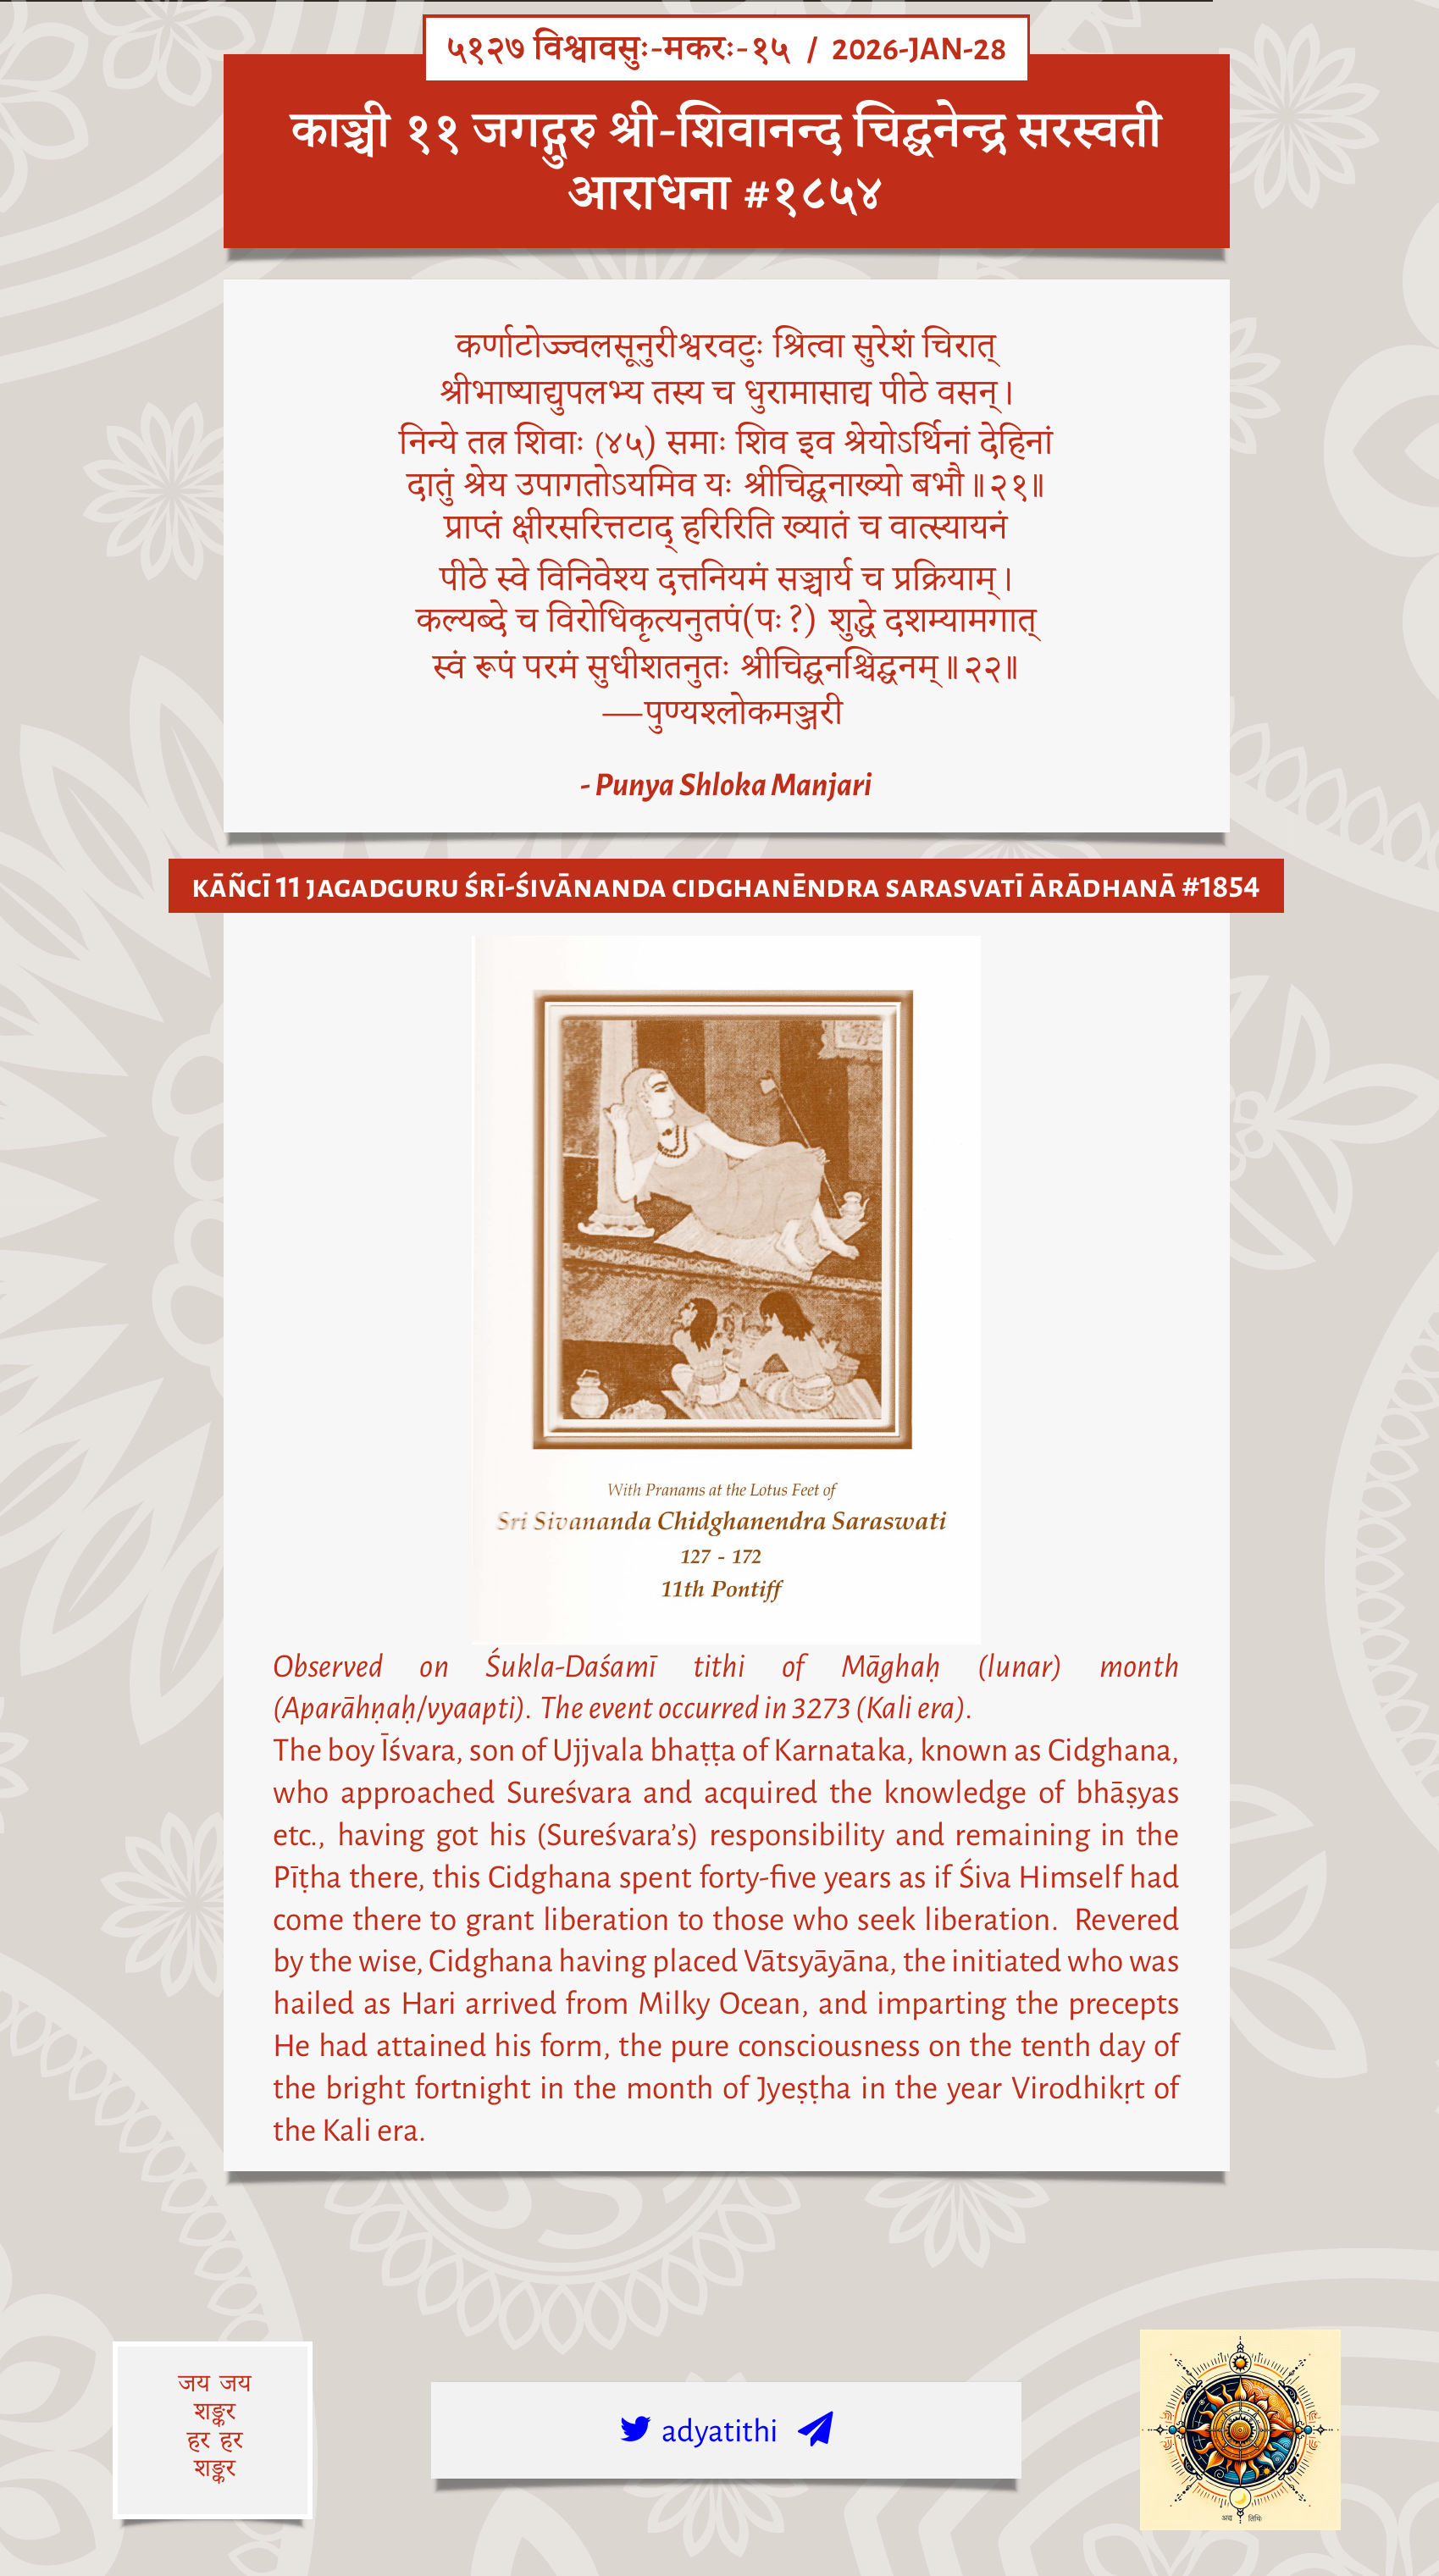 ५१२७ विश्वावसुः-मकरः-१५ / 2026-JAN-28
काञ्ची ११ जगद्गुरु श्री-शिवानन्द चिद्घनेन्द्र सरस्वती
आराधना #१८५४
कर्णाटोज्ज्वलसूनुरीश्वरवटुः श्रित्वा सुरेशं चिरात्
श्रीभाष्याद्युपलभ्य तस्य च धुरामासाद्य पीठे वसन्।
निन्ये तत्र शिवाः (४५) समाः शिव इव श्रेयोऽर्थिनां देहिनां
दातुं श्रेय उपागतोऽयमिव यः श्रीचिद्घनाख्यो बभौ॥२१॥
प्राप्तं क्षीरसरित्तटाद् हरिरिति ख्यातं च वात्स्यायनं
पीठे स्वे विनिवेश्य दत्तनियमं सञ्चार्य च प्रक्रियाम्।
कल्यब्दे च विरोधिकृत्यनुतपं(पः?) शुद्धे दशम्यामगात्
स्वं रूपं परमं सुधीशतनुतः श्रीचिद्घनश्चिद्घनम्॥२२॥
—पुण्यश्लोकमञ्जरी
- Punya Shloka Manjari
KĀÑCĪ 11 JAGADGURU ŚRĪ-ŚIVĀNANDA CIDGHANĒNDRA SARASVATĪ ĀRĀDHANĀ #1854
With Pranams at the Lotus Feet of
Sri Sivananda Chidghanendra Saraswati
127 - 172
11th Pontiff
Observed on Śukla-Daśamī tithi of Māghaḥ (lunar) month
(Aparāhṇaḥ/vyaapti). The event occurred in 3273 (Kali era).
The boy Īśvara, son of Ujjvala bhaṭṭa of Karnataka, known as Cidghana,
who approached Sureśvara and acquired the knowledge of bhāṣyas
etc., having got his (Sureśvara's) responsibility and remaining in the
Pīṭha there, this Cidghana spent forty-five years as if Śiva Himself had
come there to grant liberation to those who seek liberation. Revered
by the wise, Cidghana having placed Vātsyāyāna, the initiated who was
hailed as Hari arrived from Milky Ocean, and imparting the precepts
He had attained his form, the pure consciousness on the tenth day of
the bright fortnight in the month of Jyeṣṭha in the year Virodhikṛt of
the Kali era.
जय जय
शङ्कर
हर हर
शङ्कर
adyatithi
अद्य तिथिः